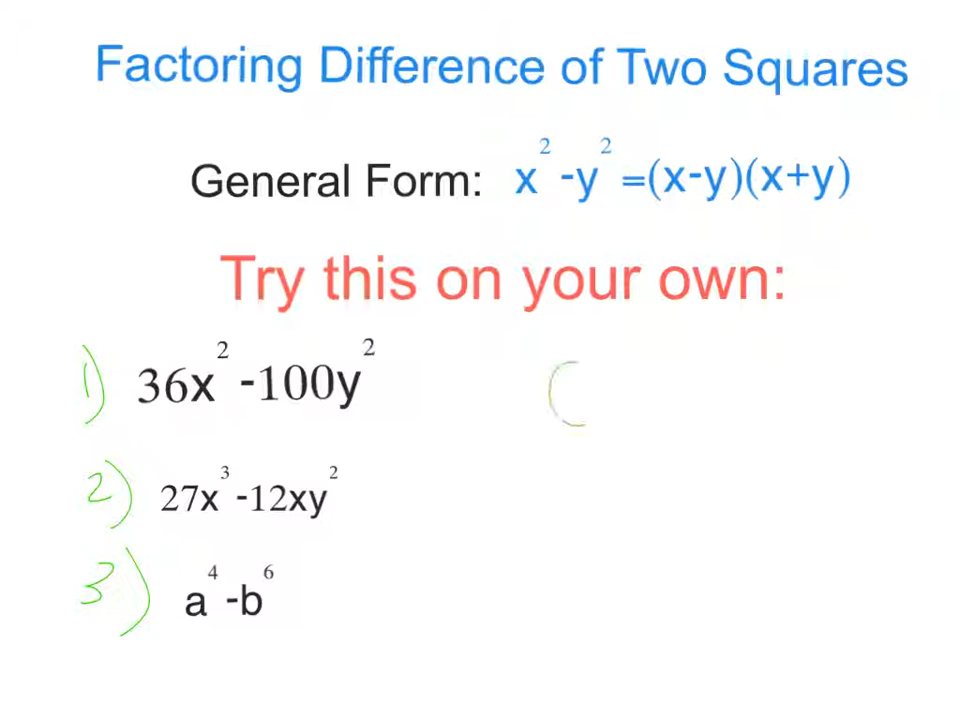 Factoring Difference of Two Squares
General Form: x² -y² =(x-y)(x+y)
Try this on your own:
1) 36x² -100y²
(
2) 27x³ -12xy²
3) a⁴ -b⁶